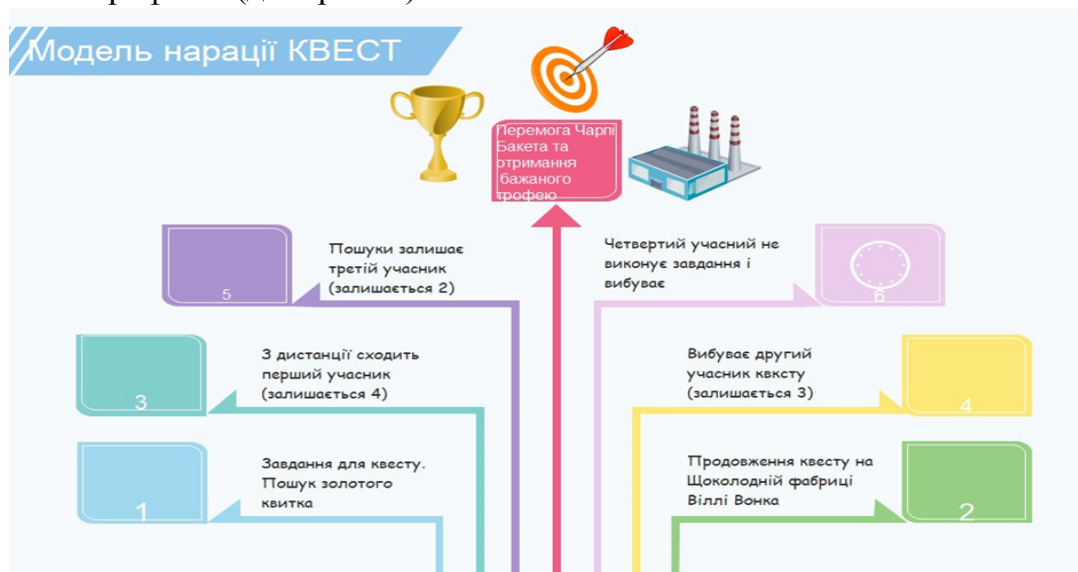 Модель нарації КВЕСТ
Перемога Чарлі
Бакета та
отримання
бажаного
трофею
Пошуки залишає
третій учасник
(залишається 2)
5
Четвертий учасний не
виконує завдання і
вибуває
6
З дистанції сходить
перший учасник
(залишається 4)
3
Вибуває другий
учасник квксту
(залишається 3)
4
Завдання для квесту.
Пошук золотого
квитка
1
Продовження квесту на
Щоколодній фабриці
Віллі Вонка
2